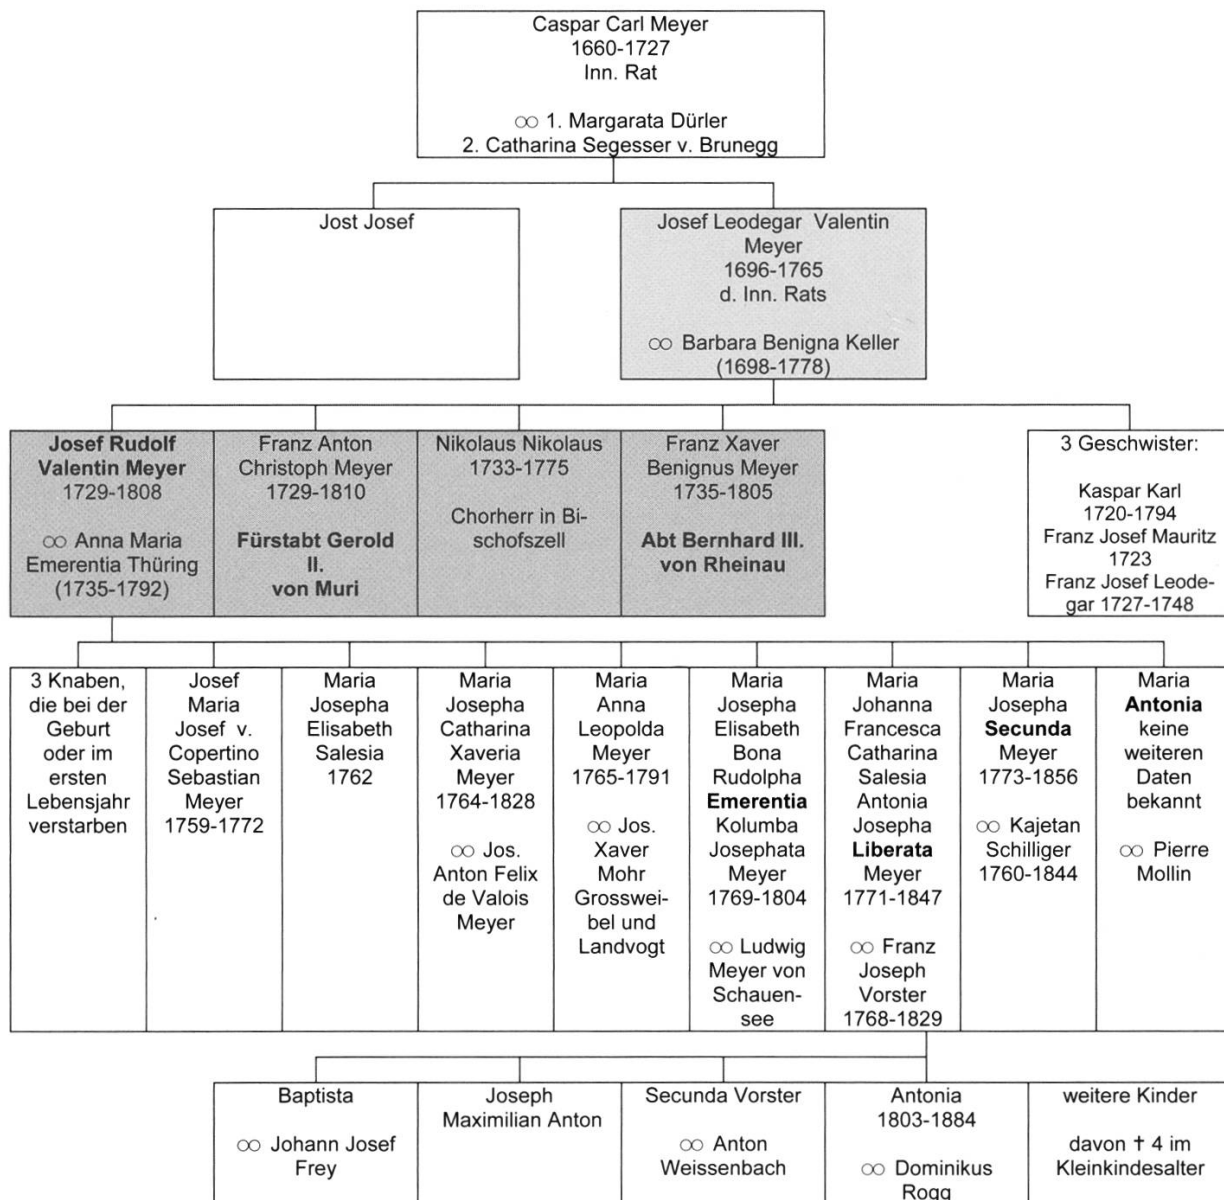 Caspar Carl Meyer
1660-1727
Inn. Rat
∞ 1. Margarata Dürler
2. Catharina Segesser v. Brunegg
Jost Josef
Josef Leodegar Valentin
Meyer
1696-1765
d. Inn. Rats
∞ Barbara Benigna Keller
(1698-1778)
Josef Rudolf
Valentin Meyer
1729-1808
∞ Anna Maria
Emerentia Thüring
(1735-1792)
Franz Anton
Christoph Meyer
1729-1810
Fürstabt Gerold
II.
von Muri
Nikolaus Nikolaus
1733-1775
Chorherr in Bi-
schofszell
Franz Xaver
Benignus Meyer
1735-1805
Abt Bernhard III.
von Rheinau
3 Geschwister:
Kaspar Karl
1720-1794
Franz Josef Mauritz
1723
Franz Josef Leode-
gar 1727-1748
3 Knaben,
die bei der
Geburt
oder im
ersten
Lebensjahr
verstarben
Josef
Maria
Josef v.
Copertino
Sebastian
Meyer
1759-1772
Maria
Josepha
Elisabeth
Salesia
1762
Maria
Josepha
Catharina
Xaveria
Meyer
1764-1828
∞ Jos.
Anton Felix
de Valois
Meyer
Maria
Anna
Leopolda
Meyer
1765-1791
∞ Jos.
Xaver
Mohr
Grosswei-
bel und
Landvogt
Maria
Josepha
Elisabeth
Bona
Rudolpha
Emerentia
Kolumba
Josephata
Meyer
1769-1804
∞ Ludwig
Meyer von
Schauen-
see
Maria
Johanna
Francesca
Catharina
Salesia
Antonia
Josepha
Liberata
Meyer
1771-1847
∞ Franz
Joseph
Vorster
1768-1829
Maria
Josepha
Secunda
Meyer
1773-1856
∞ Kajetan
Schilliger
1760-1844
Maria
Antonia
keine
weiteren
Daten
bekannt
∞ Pierre
Mollin
Baptista
∞ Johann Josef
Frey
Joseph
Maximilian Anton
Secunda Vorster
∞ Anton
Weissenbach
Antonia
1803-1884
∞ Dominikus
Rogg
weitere Kinder
davon † 4 im
Kleinkindesalter